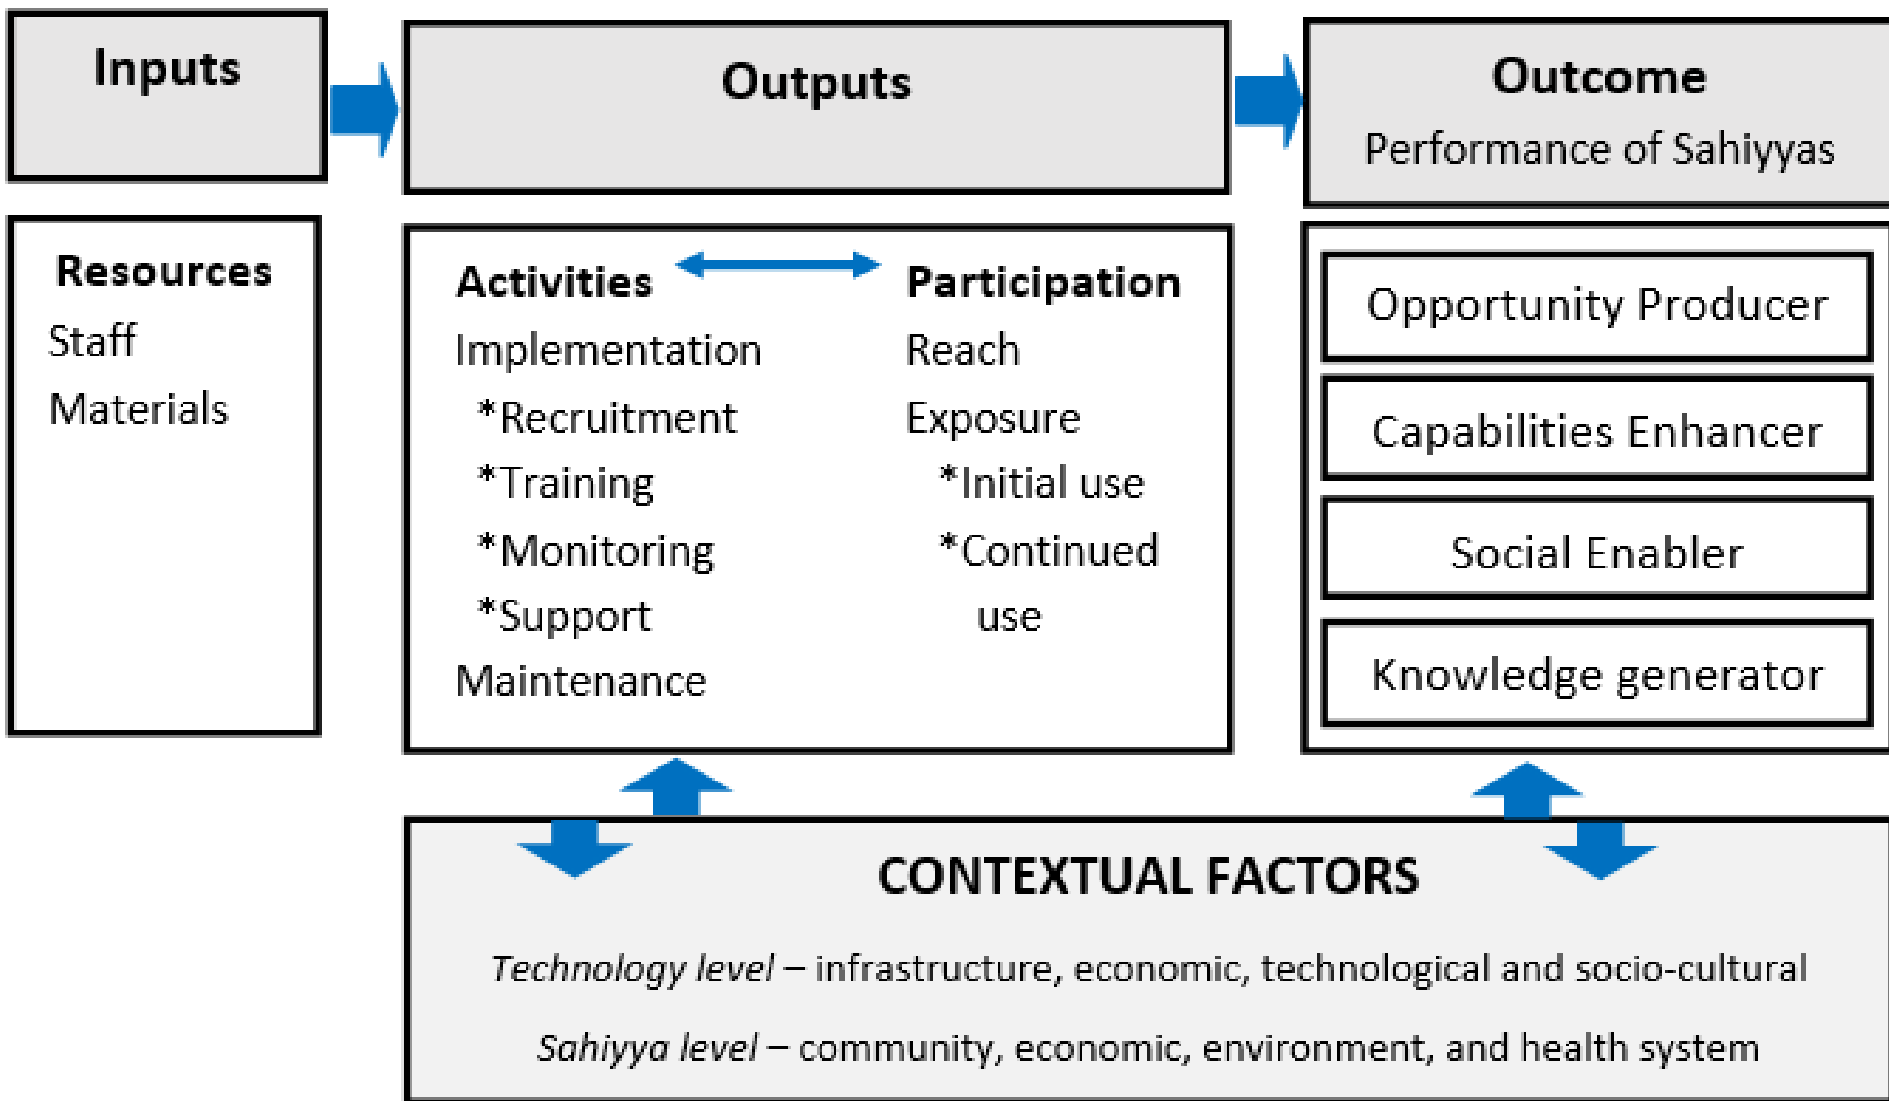 Inputs
Outputs
Outcome
Performance of Sahiyyas
Resources
Staff
Materials
Activities
Implementation
*Recruitment
*Training
*Monitoring
*Support
Maintenance
Participation
Reach
Exposure
*Initial use
*Continued
use
Opportunity Producer
Capabilities Enhancer
Social Enabler
Knowledge generator
CONTEXTUAL FACTORS
Technology level – infrastructure, economic, technological and socio-cultural
Sahiyya level – community, economic, environment, and health system